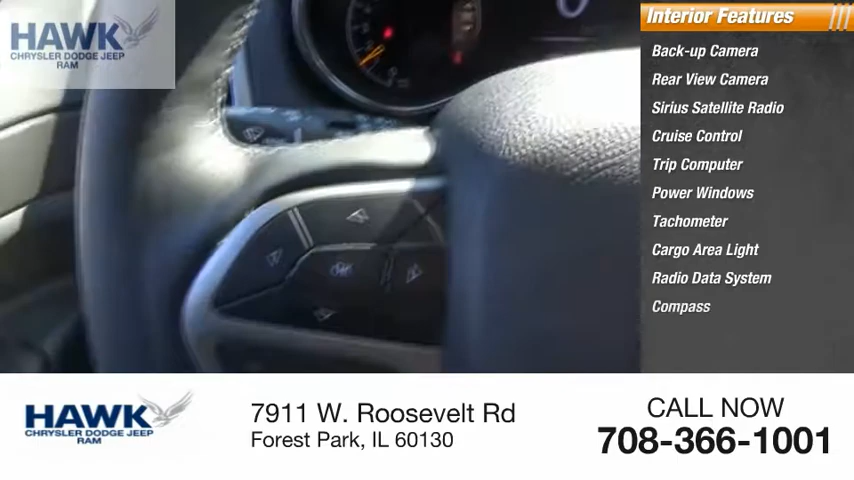 HAWK
CHRYSLER DODGE JEEP
RAM
Interior Features
Back-up Camera
Rear View Camera
Sirius Satellite Radio
Cruise Control
Trip Computer
Power Windows
Tachometer
Cargo Area Light
Radio Data System
Compass
OK
HAWK
CHRYSLER DODGE JEEP
RAM
7911 W. Roosevelt Rd
Forest Park, IL 60130
CALL NOW
708-366-1001